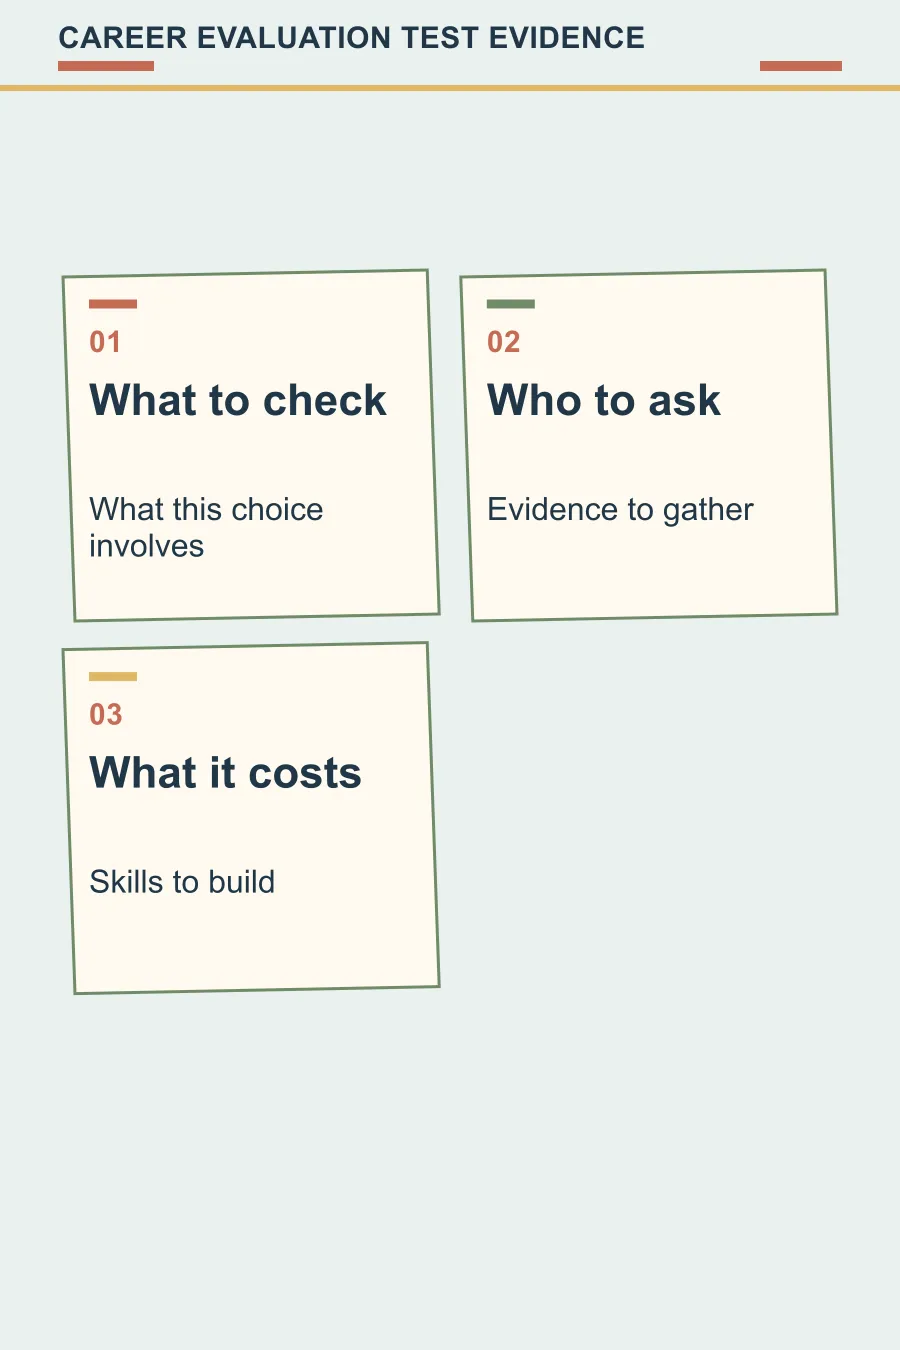 CAREER EVALUATION TEST EVIDENCE
01
What to check
What this choice
involves
02
Who to ask
Evidence to gather
03
What it costs
Skills to build